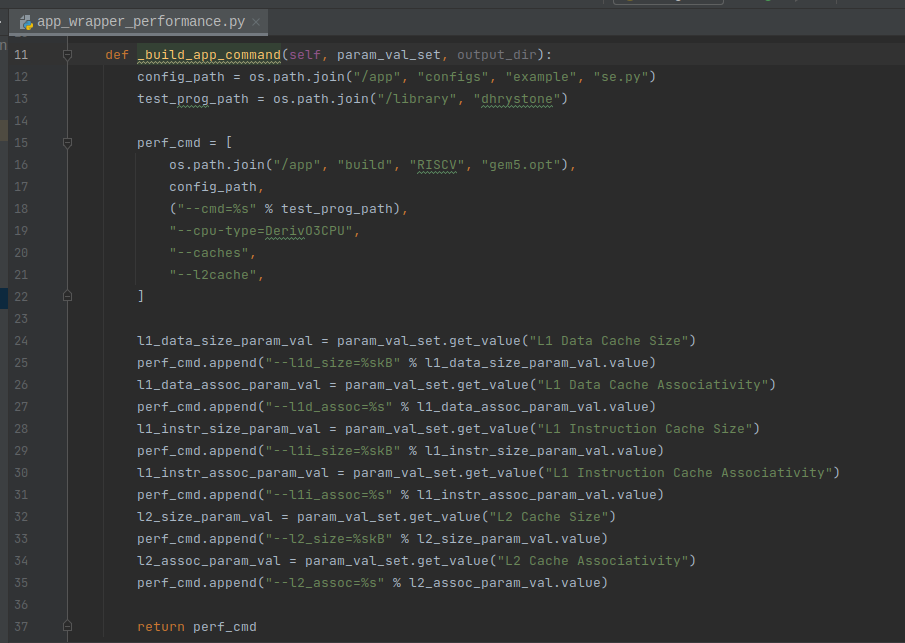 app_wrapper_performance.py
11 def _build_app_command(self, param_val_set, output_dir):
12 config_path = os.path.join("/app", "configs", "example", "se.py")
13 test_prog_path = os.path.join("/library", "dhrystone")
14
15 perf_cmd = [
16 os.path.join("/app", "build", "RISCV", "gem5.opt"),
17 config_path,
18 ("--cmd=%s" % test_prog_path),
19 "--cpu-type=DerivO3CPU",
20 "--caches",
21 "--l2cache",
22 ]
23
24 l1_data_size_param_val = param_val_set.get_value("L1 Data Cache Size")
25 perf_cmd.append("--l1d_size=%skB" % l1_data_size_param_val.value)
26 l1_data_assoc_param_val = param_val_set.get_value("L1 Data Cache Associativity")
27 perf_cmd.append("--l1d_assoc=%s" % l1_data_assoc_param_val.value)
28 l1_instr_size_param_val = param_val_set.get_value("L1 Instruction Cache Size")
29 perf_cmd.append("--l1i_size=%skB" % l1_instr_size_param_val.value)
30 l1_instr_assoc_param_val = param_val_set.get_value("L1 Instruction Cache Associativity")
31 perf_cmd.append("--l1i_assoc=%s" % l1_instr_assoc_param_val.value)
32 l2_size_param_val = param_val_set.get_value("L2 Cache Size")
33 perf_cmd.append("--l2_size=%skB" % l2_size_param_val.value)
34 l2_assoc_param_val = param_val_set.get_value("L2 Cache Associativity")
35 perf_cmd.append("--l2_assoc=%s" % l2_assoc_param_val.value)
36
37 return perf_cmd